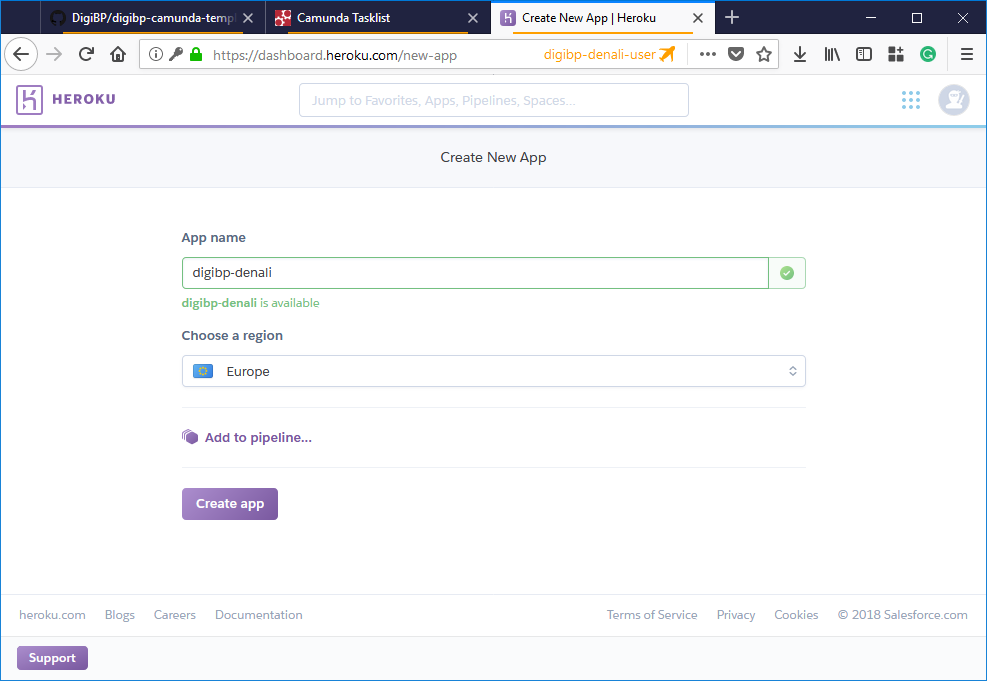 DigiBP/digibp-camunda-templ
Camunda Tasklist
Create New App | Heroku
https://dashboard.heroku.com/new-app
digibp-denali-user
HEROKU
Jump to Favorites, Apps, Pipelines, Spaces...
Create New App
App name
digibp-denali
digibp-denali is available
Choose a region
Europe
Add to pipeline...
Create app
heroku.com Blogs Careers Documentation Terms of Service Privacy Cookies © 2018 Salesforce.com
Support